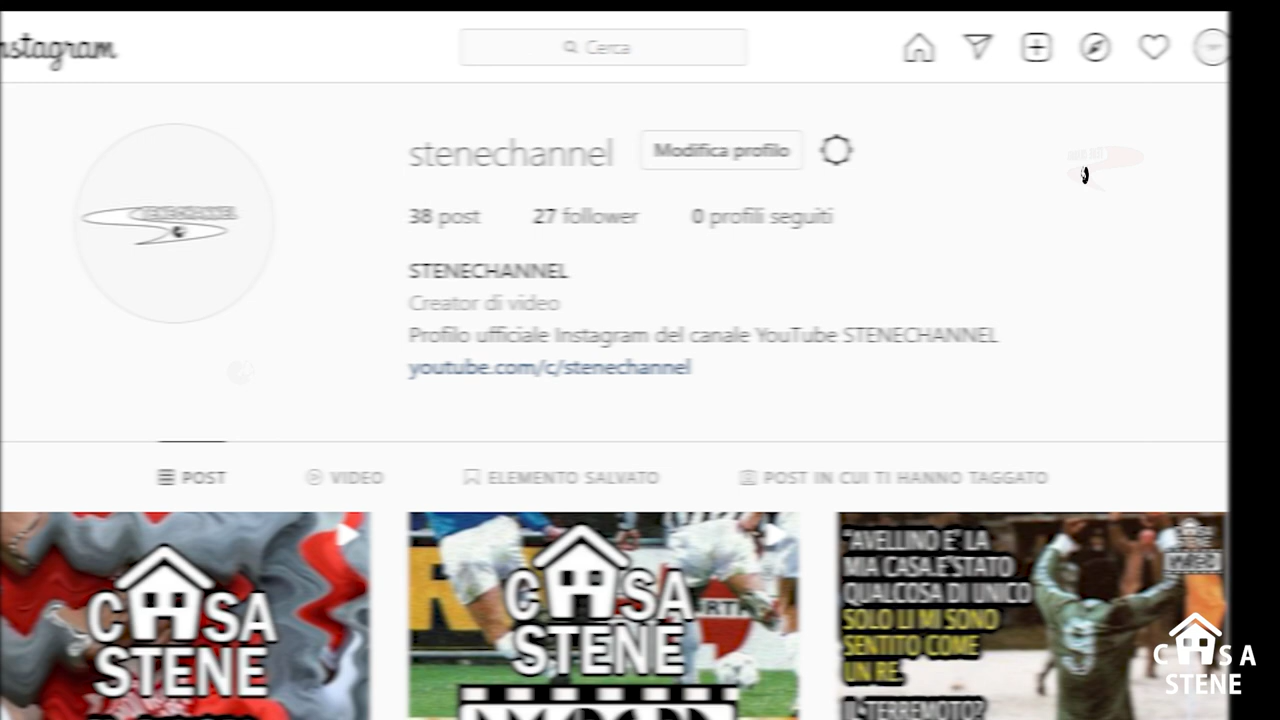 Instagram
Cerca
stenechannel
Modifica profilo
38 post
27 follower
0 profili seguiti
STENECHANNEL
STENECHANNEL
Creator di video
Profilo ufficiale Instagram del canale YouTube STENECHANNEL
youtube.com/c/stenechannel
POST
VIDEO
ELEMENTO SALVATO
POST IN CUI TI HANNO TAGGATO
CASA
STENE
CASA
STENE
"AVELLINO E' LA
MIA CASA.E'STATO
QUALCOSA DI UNICO
SOLO LI MI SONO
SENTITO COME
UN RE.
IL TERREMOTO?
9
CASA
STENE